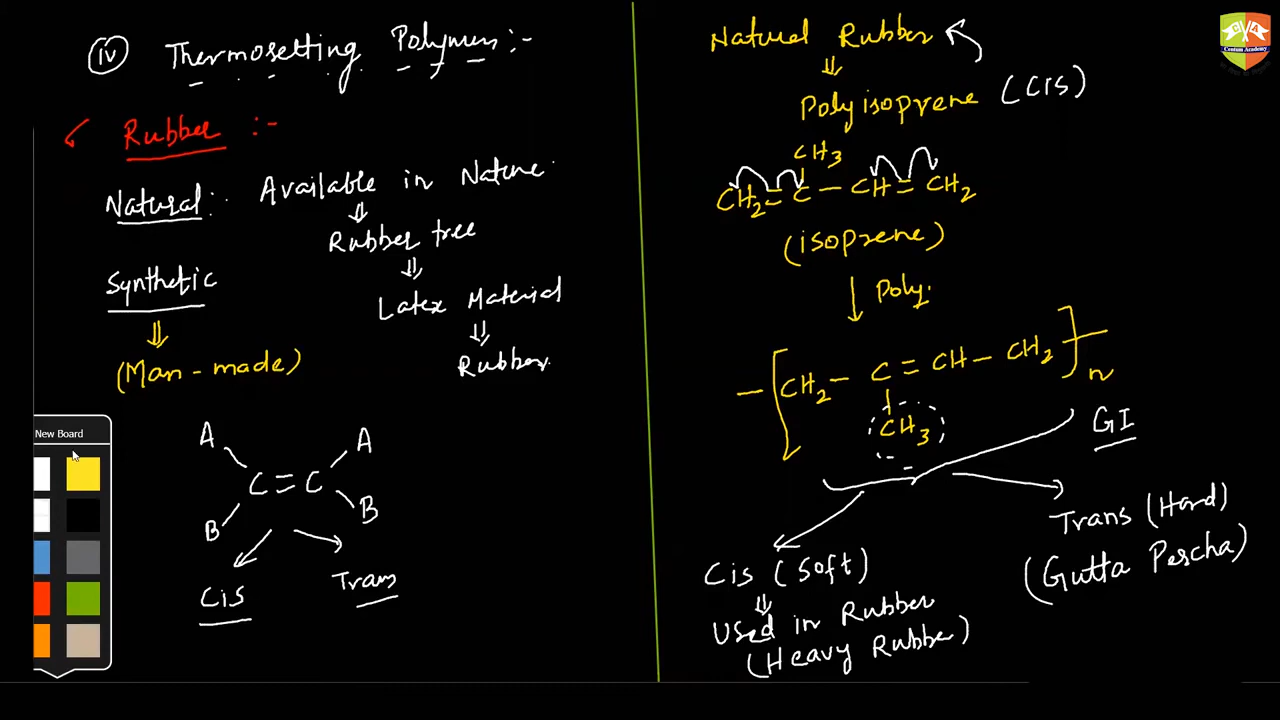 (iv) Thermosetting Polymers :-
Rubber :-
Natural :. Available in Nature.
⇓
Rubber tree
⇓
Latex Material
⇓
Rubber.
Synthetic
⇓
(Man-made)
New Board
A A
C = C
B B
Cis Trans
Natural Rubber
⇓
Polyisoprene (Cis)
CH3
CH2 = C — CH = CH2
(isoprene)
↓ Poly.
—[CH2 — C = CH — CH2]—n
CH3
GI
Cis (Soft)
⇓
Used in Rubber
(Heavy Rubber)
Trans (Hard)
(Gutta Percha)
Centum Academy